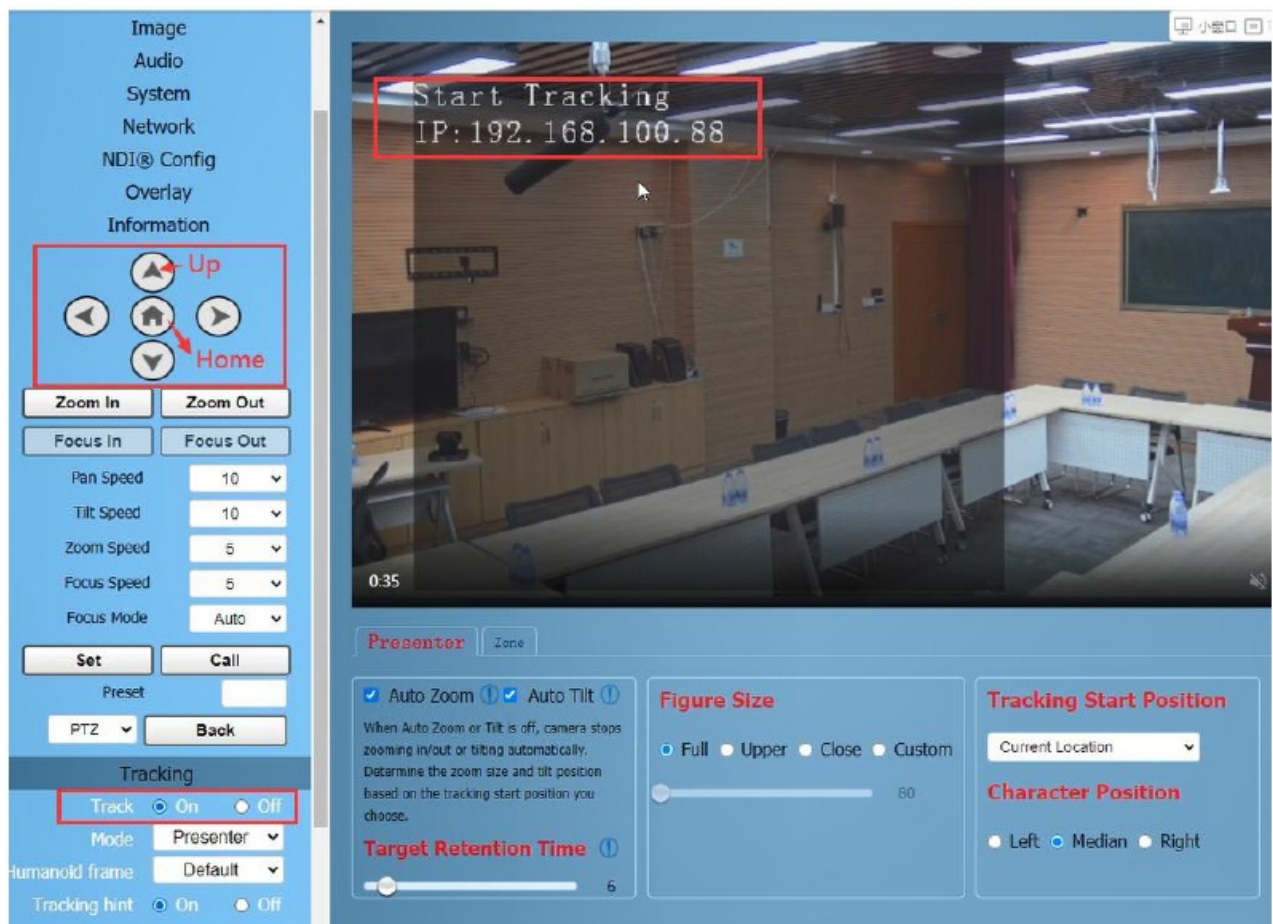 Image
Audio
System
Network
NDI® Config
Overlay
Information
Up
Home
Zoom In Zoom Out
Focus In Focus Out
Pan Speed 10
Tilt Speed 10
Zoom Speed 5
Focus Speed 5
Focus Mode Auto
Set Call
Preset
PTZ Back
Tracking
Track On Off
Mode Presenter
Humanoid frame Default
Tracking hint On Off
小窗口
Start Tracking
IP:192.168.100.88
0:35
Presenter Zone
Auto Zoom Auto Tilt
When Auto Zoom or Tilt is off, camera stops
zooming in/out or tilting automatically.
Determine the zoom size and tilt position
based on the tracking start position you
choose.
Target Retention Time
6
Figure Size
Full Upper Close Custom
80
Tracking Start Position
Current Location
Character Position
Left Median Right